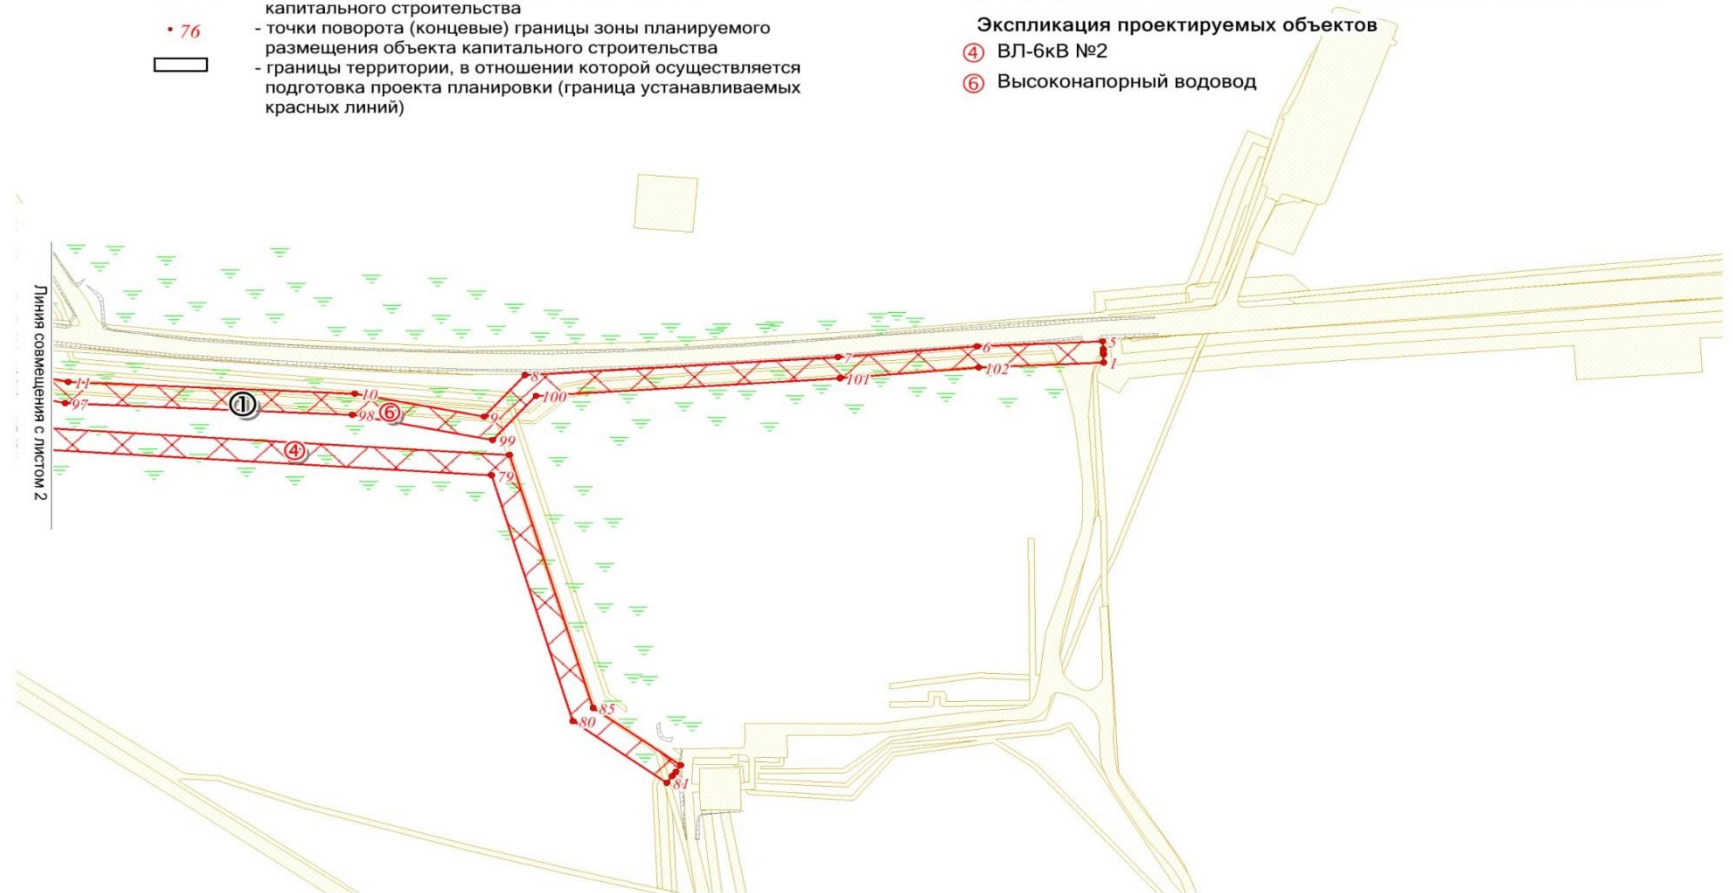 капитального строительства
76
- точки поворота (концевые) границы зоны планируемого
размещения объекта капитального строительства
- границы территории, в отношении которой осуществляется
подготовка проекта планировки (граница устанавливаемых
красных линий)
Экспликация проектируемых объектов
④ ВЛ-6кВ №2
⑥ Высоконапорный водовод
Линия совмещения с листом 2
5
6
7
1
102
101
8
100
11
10
97
①
98
⑥
9
99
④
79
85
80
81